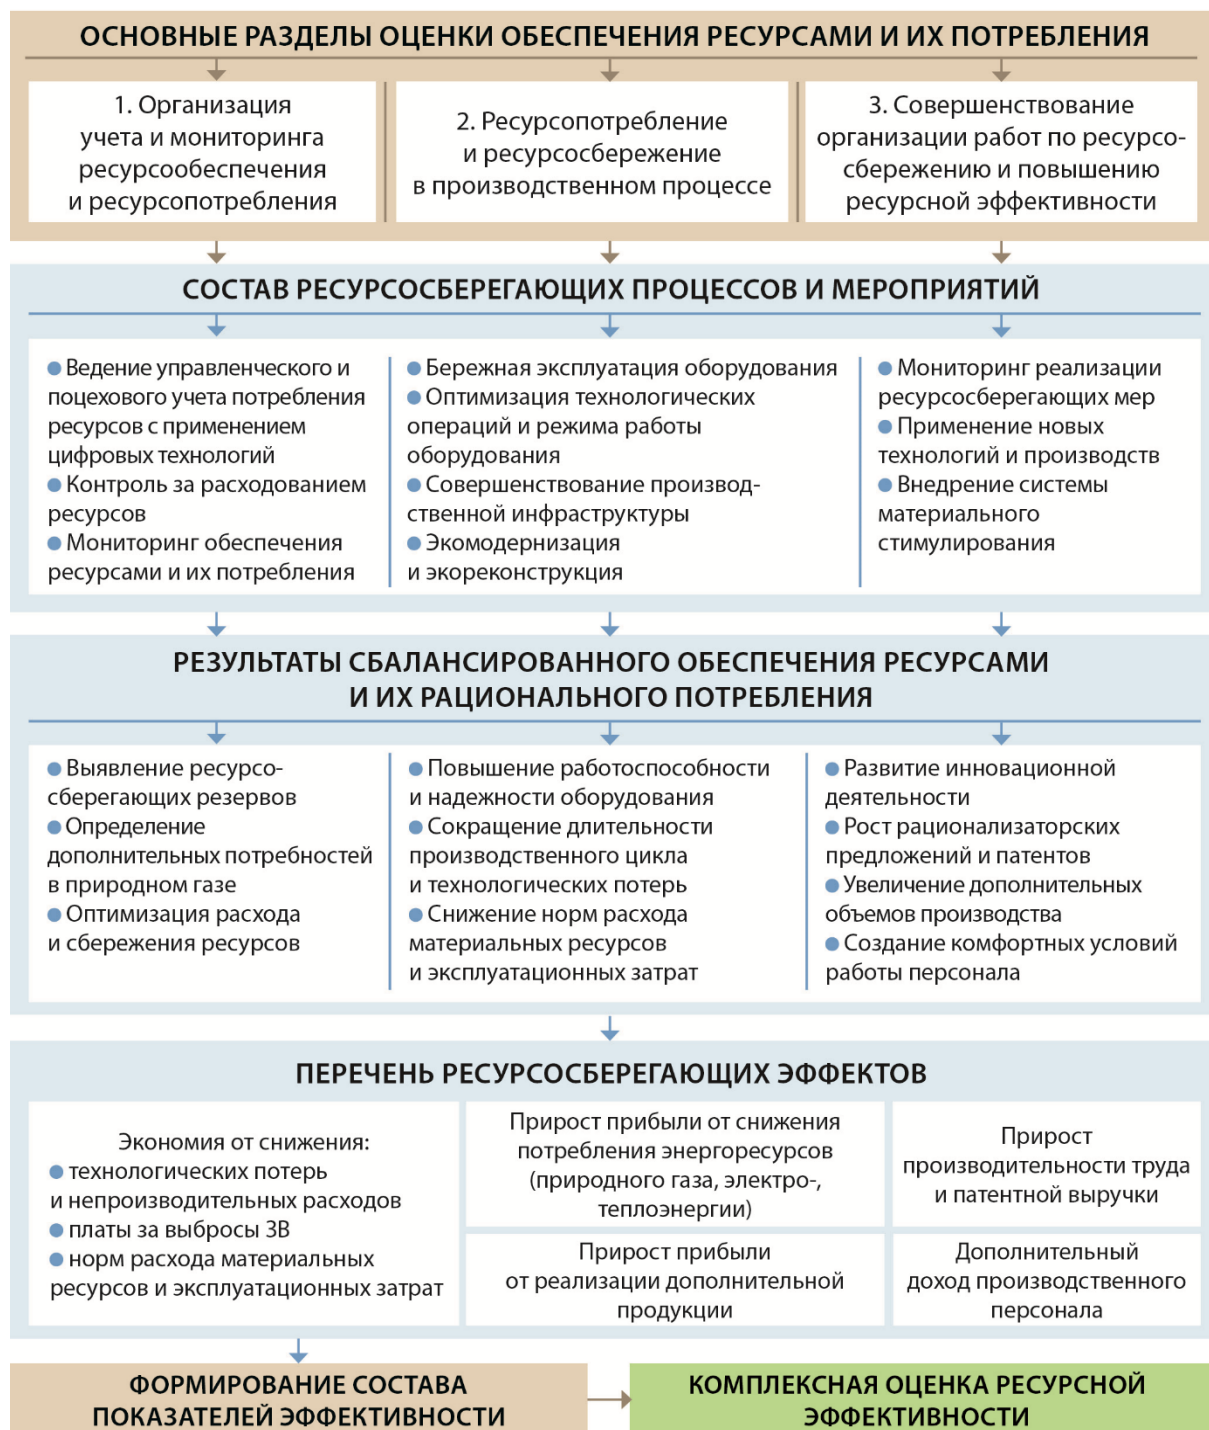 ОСНОВНЫЕ РАЗДЕЛЫ ОЦЕНКИ ОБЕСПЕЧЕНИЯ РЕСУРСАМИ И ИХ ПОТРЕБЛЕНИЯ
1. Организация
учета и мониторинга
ресурсообеспечения
и ресурсопотребления
2. Ресурсопотребление
и ресурсосбережение
в производственном процессе
3. Совершенствование
организации работ по ресурсо-
сбережению и повышению
ресурсной эффективности
СОСТАВ РЕСУРСОСБЕРЕГАЮЩИХ ПРОЦЕССОВ И МЕРОПРИЯТИЙ
● Ведение управленческого и
поцехового учета потребления
ресурсов с применением
цифровых технологий
● Контроль за расходованием
ресурсов
● Мониторинг обеспечения
ресурсами и их потребления
● Бережная эксплуатация оборудования
● Оптимизация технологических
операций и режима работы
оборудования
● Совершенствование производ-
ственной инфраструктуры
● Экомодернизация
и экореконструкция
● Мониторинг реализации
ресурсосберегающих мер
● Применение новых
технологий и производств
● Внедрение системы
материального
стимулирования
РЕЗУЛЬТАТЫ СБАЛАНСИРОВАННОГО ОБЕСПЕЧЕНИЯ РЕСУРСАМИ
И ИХ РАЦИОНАЛЬНОГО ПОТРЕБЛЕНИЯ
● Выявление ресурсо-
сберегающих резервов
● Определение
дополнительных потребностей
в природном газе
● Оптимизация расхода
и сбережения ресурсов
● Повышение работоспособности
и надежности оборудования
● Сокращение длительности
производственного цикла
и технологических потерь
● Снижение норм расхода
материальных ресурсов
и эксплуатационных затрат
● Развитие инновационной
деятельности
● Рост рационализаторских
предложений и патентов
● Увеличение дополнительных
объемов производства
● Создание комфортных условий
работы персонала
ПЕРЕЧЕНЬ РЕСУРСОСБЕРЕГАЮЩИХ ЭФФЕКТОВ
Экономия от снижения:
● технологических потерь
и непроизводительных расходов
● платы за выбросы ЗВ
● норм расхода материальных
ресурсов и эксплуатационных затрат
Прирост прибыли от снижения
потребления энергоресурсов
(природного газа, электро-,
теплоэнергии)
Прирост
производительности труда
и патентной выручки
Прирост прибыли
от реализации дополнительной
продукции
Дополнительный
доход производственного
персонала
ФОРМИРОВАНИЕ СОСТАВА
ПОКАЗАТЕЛЕЙ ЭФФЕКТИВНОСТИ
КОМПЛЕКСНАЯ ОЦЕНКА РЕСУРСНОЙ
ЭФФЕКТИВНОСТИ